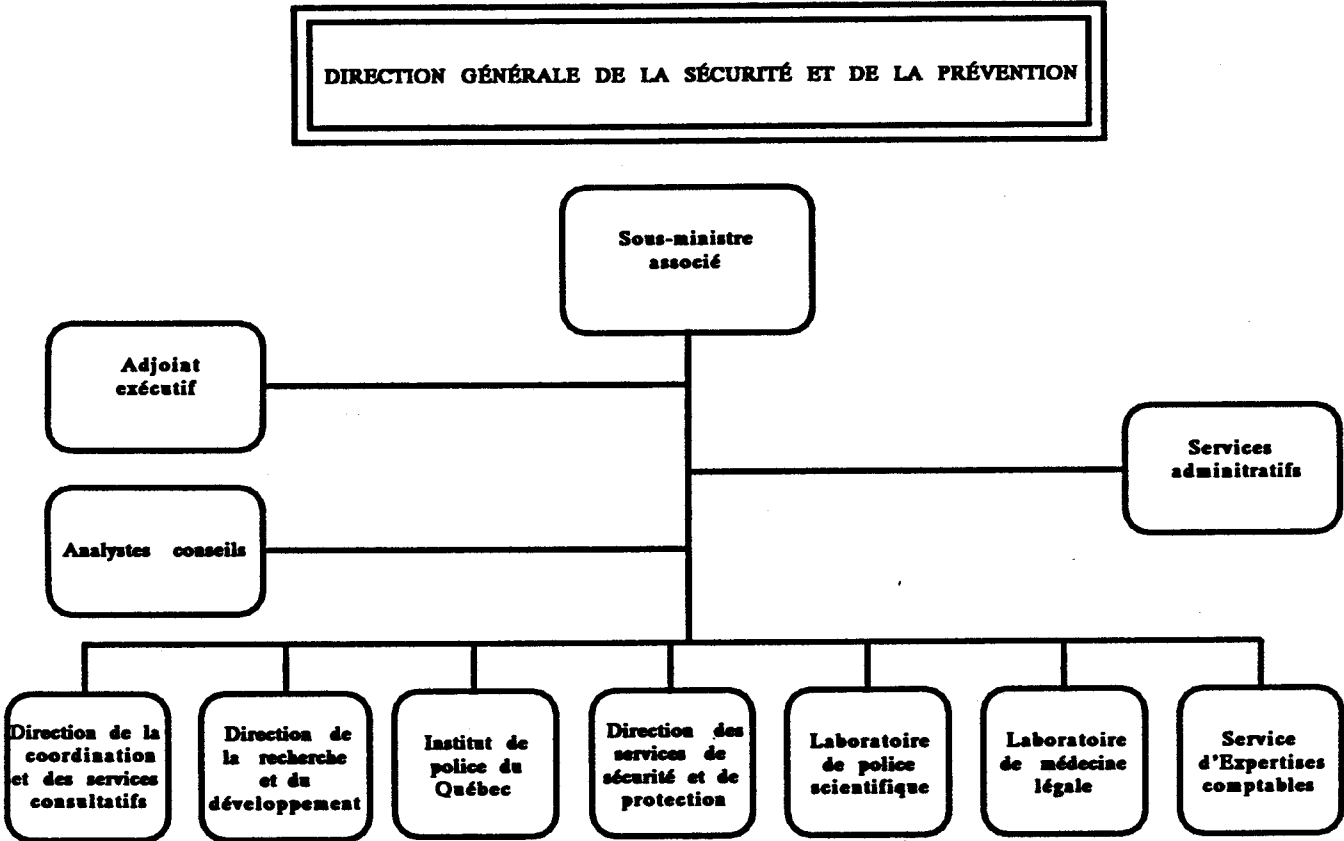 DIRECTION GÉNÉRALE DE LA SÉCURITÉ ET DE LA PRÉVENTION
Sous-ministre
associé
Adjoint
exécutif
Services
adminitratifs
Analystes conseils
Direction de la
coordination
et des services
consultatifs
Direction de
la recherche
et du
développement
Institut de
police du
Québec
Direction des
services de
sécurité et de
protection
Laboratoire
de police
scientifique
Laboratoire
de médecine
légale
Service
d'Expertises
comptables